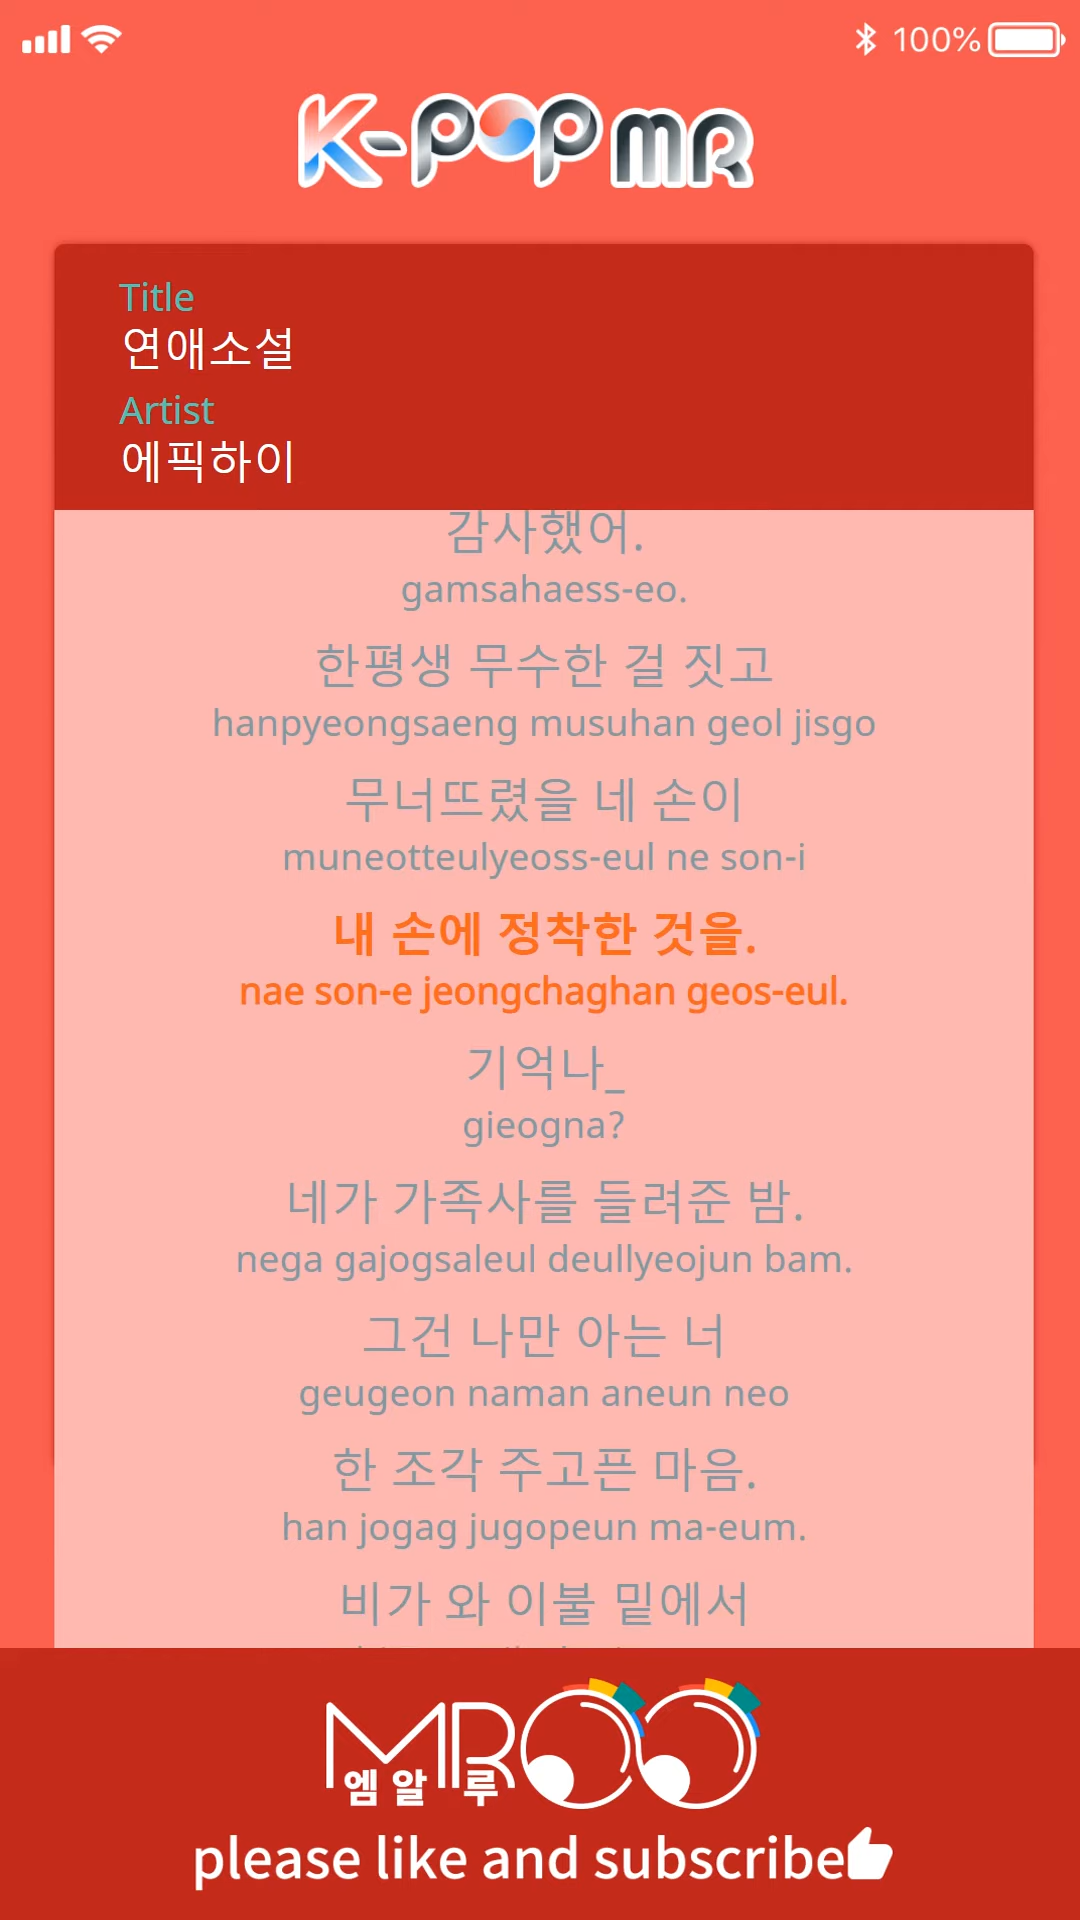 100%
K-POP MR
Title
연애소설
Artist
에픽하이
감사했어.
gamsahaess-eo.
한평생 무수한 걸 짓고
hanpyeongsaeng musuhan geol jisgo
무너뜨렸을 네 손이
muneotteulyeoss-eul ne son-i
내 손에 정착한 것을.
nae son-e jeongchaghan geos-eul.
기억나_
gieogna?
네가 가족사를 들려준 밤.
nega gajogsaleul deullyeojun bam.
그건 나만 아는 너
geugeon naman aneun neo
한 조각 주고픈 마음.
han jogag jugopeun ma-eum.
비가 와 이불 밑에서
MROO
엠알루
please like and subscribe